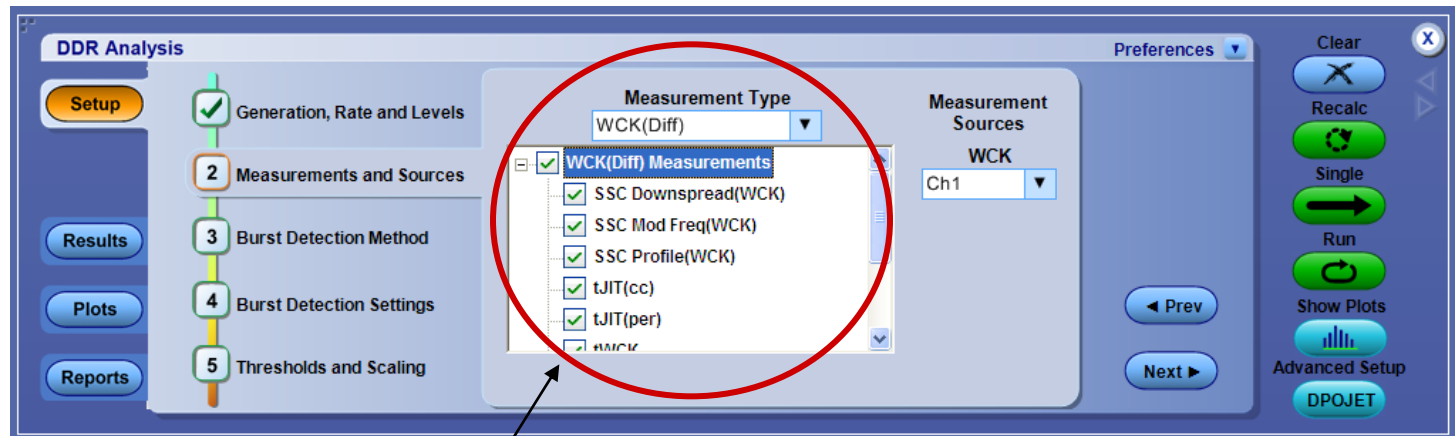 DDR Analysis
Preferences
Clear
X
Setup
Generation, Rate and Levels
Measurement Type
WCK(Diff)
Measurement
Sources
WCK
Ch1
Recalc
2 Measurements and Sources
WCK(Diff) Measurements
SSC Downspread(WCK)
SSC Mod Freq(WCK)
SSC Profile(WCK)
tJIT(cc)
tJIT(per)
tWCK
Single
Results
3 Burst Detection Method
Run
Plots
4 Burst Detection Settings
Prev
Show Plots
Reports
5 Thresholds and Scaling
Next
Advanced Setup
DPOJET